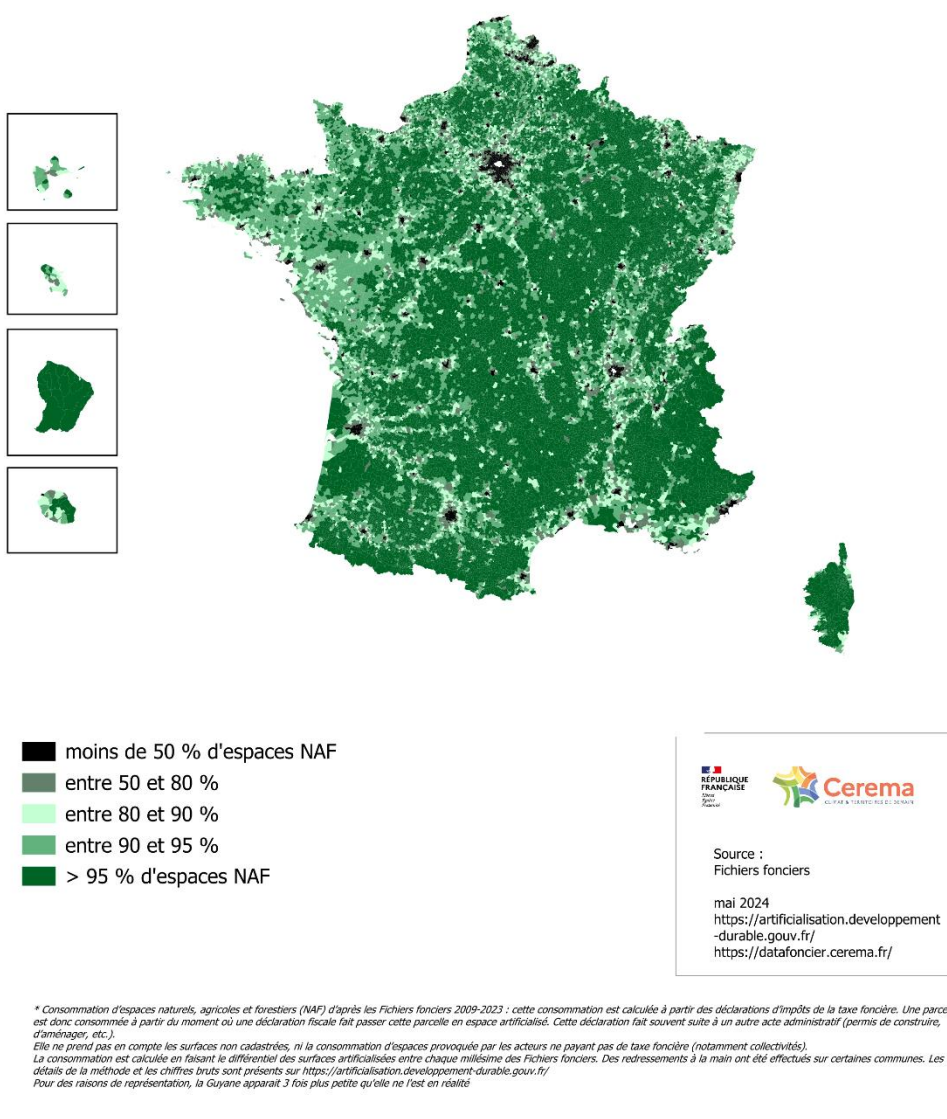 moins de 50 % d'espaces NAF
entre 50 et 80 %
entre 80 et 90 %
entre 90 et 95 %
> 95 % d'espaces NAF
RÉPUBLIQUE
FRANÇAISE
Liberté
Égalité
Fraternité
Cerema
CLIMAT & TERRITOIRES DE DEMAIN
Source :
Fichiers fonciers
mai 2024
https://artificialisation.developpement
-durable.gouv.fr/
https://datafoncier.cerema.fr/
* Consommation d'espaces naturels, agricoles et forestiers (NAF) d'après les Fichiers fonciers 2009-2023 : cette consommation est calculée à partir des déclarations d'impôts de la taxe foncière. Une parce
est donc consommée à partir du moment où une déclaration fiscale fait passer cette parcelle en espace artificialisé. Cette déclaration fait souvent suite à un autre acte administratif (permis de construire,
d'aménager, etc.).
Elle ne prend pas en compte les surfaces non cadastrées, ni la consommation d'espaces provoquée par les acteurs ne payant pas de taxe foncière (notamment collectivités).
La consommation est calculée en faisant le différentiel des surfaces artificialisées entre chaque millésime des Fichiers fonciers. Des redressements à la main ont été effectués sur certaines communes. Les
détails de la méthode et les chiffres bruts sont présents sur https://artificialisation.developpement-durable.gouv.fr/
Pour des raisons de représentation, la Guyane apparait 3 fois plus petite qu'elle ne l'est en réalité